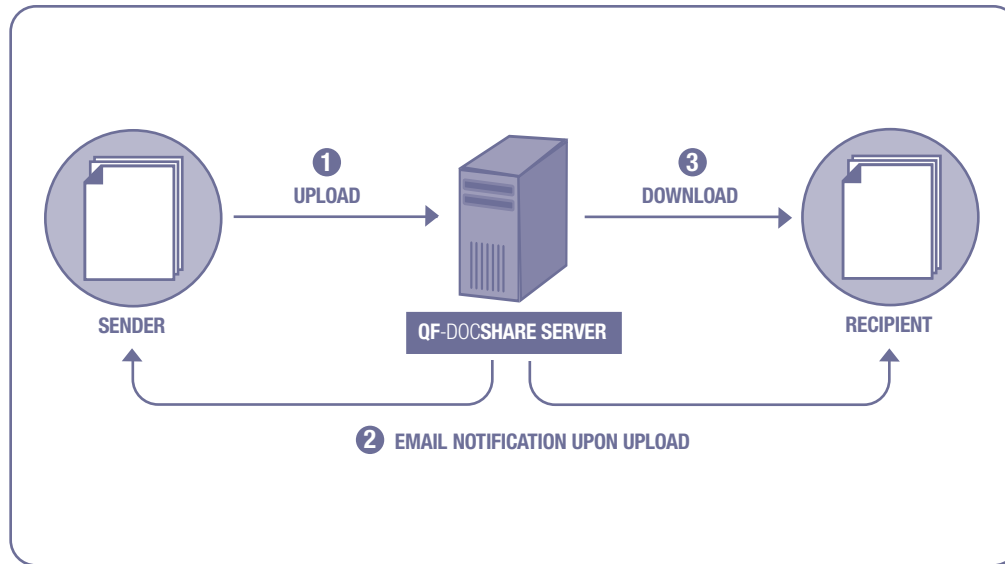 1
UPLOAD
3
DOWNLOAD
SENDER
QF-DOCSHARE SERVER
RECIPIENT
2 EMAIL NOTIFICATION UPON UPLOAD